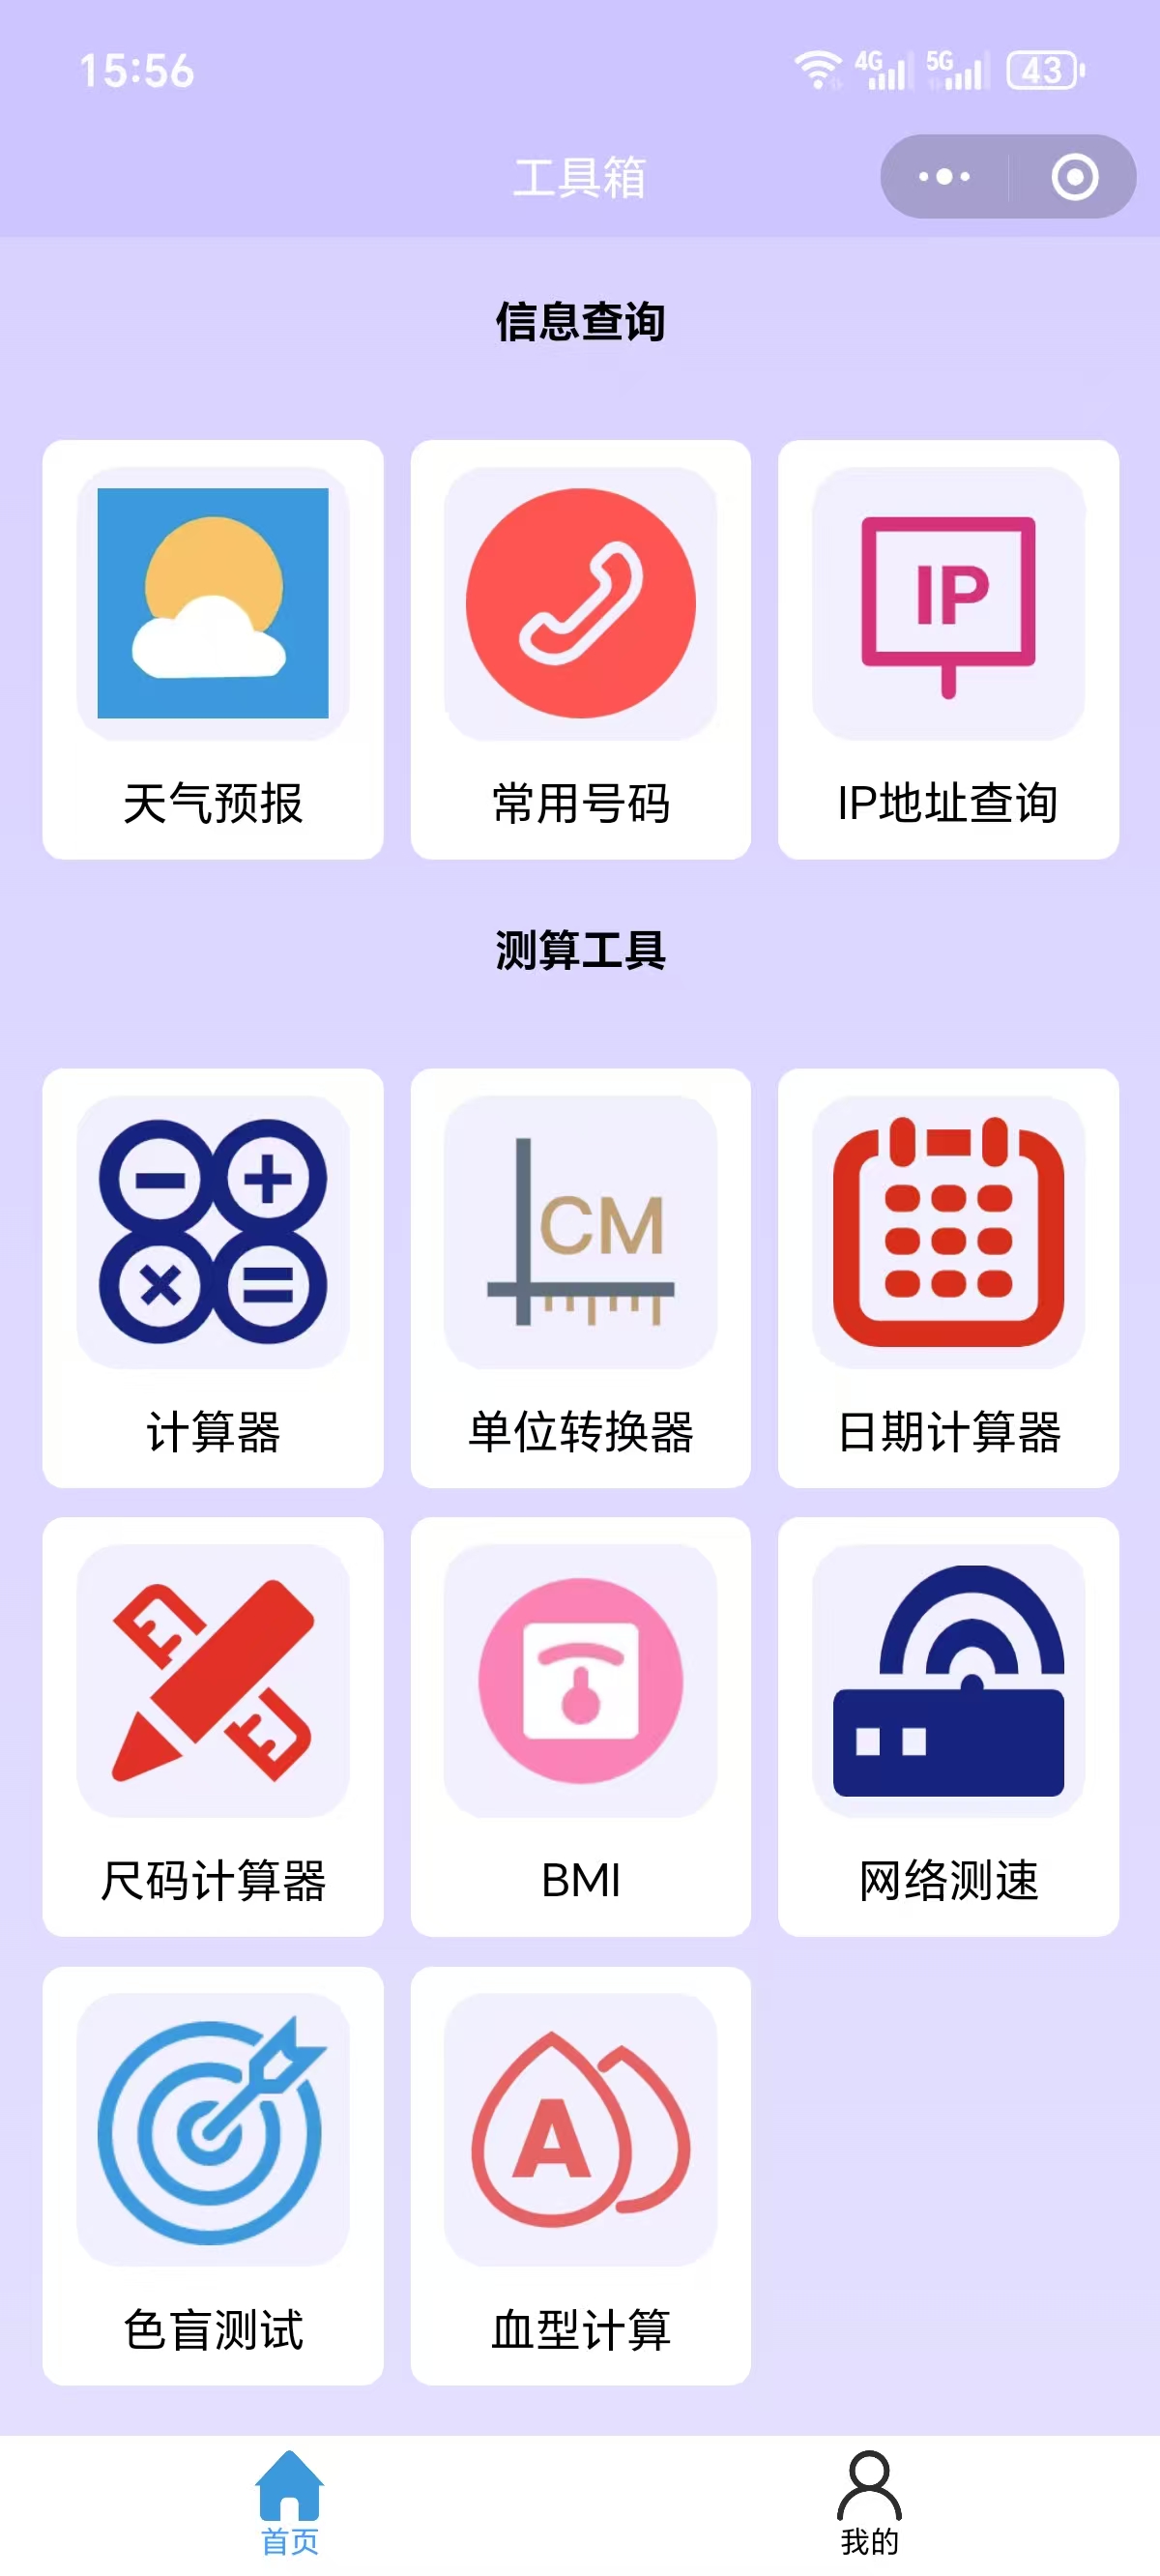 15:56
4G
5G
43
工具箱
信息查询
IP
天气预报
常用号码
IP地址查询
测算工具
CM
计算器
单位转换器
日期计算器
尺码计算器
BMI
网络测速
A
色盲测试
血型计算
首页
我的